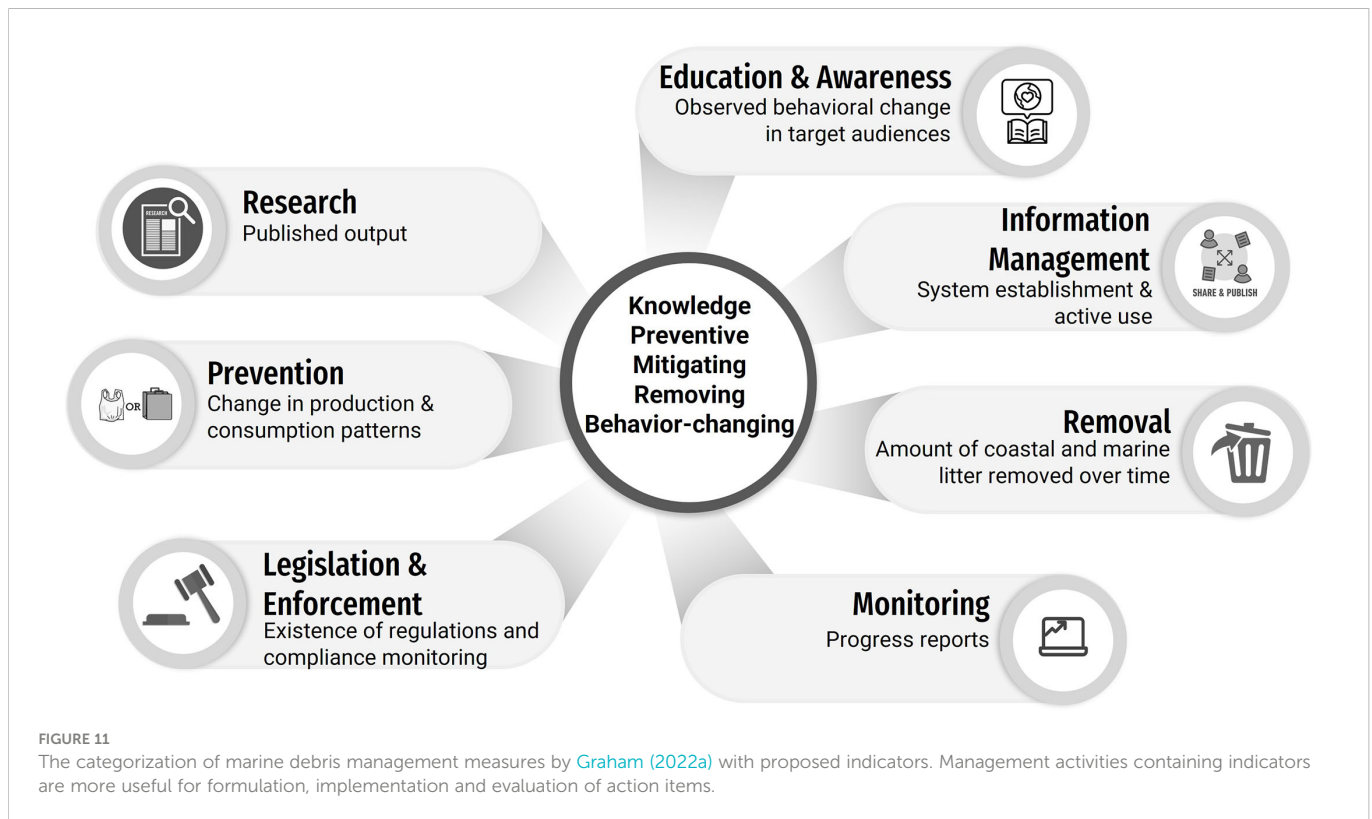 Education & Awareness
Observed behavioral change
in target audiences
Research
Published output
RESEARCH
Information
Management
System establishment &
active use
SHARE & PUBLISH
Knowledge
Preventive
Mitigating
Removing
Behavior-changing
Prevention
Change in production &
consumption patterns
OR
Removal
Amount of coastal and marine
litter removed over time
Legislation &
Enforcement
Existence of regulations and
compliance monitoring
Monitoring
Progress reports
FIGURE 11
The categorization of marine debris management measures by Graham (2022a) with proposed indicators. Management activities containing indicators
are more useful for formulation, implementation and evaluation of action items.